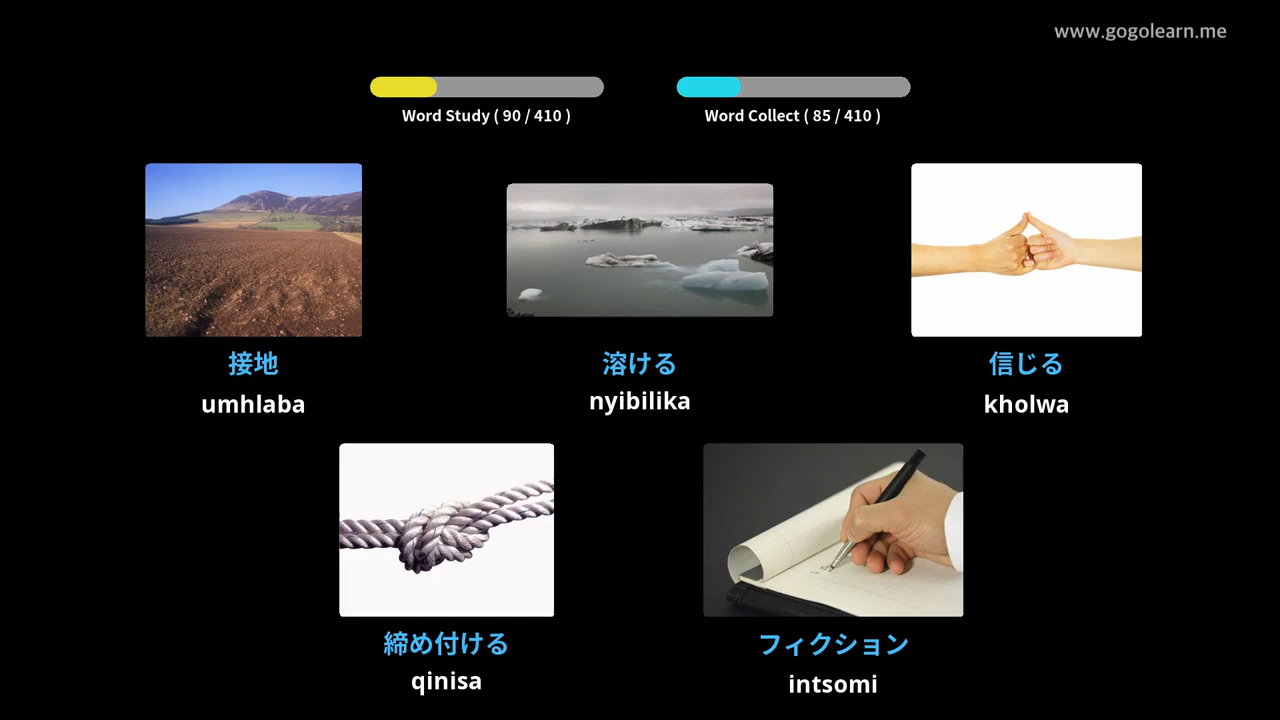 www.gogolearn.me
Word Study ( 90 / 410 )
Word Collect ( 85 / 410 )
接地
umhlaba
溶ける
nyibilika
信じる
kholwa
締め付ける
qinisa
フィクション
intsomi